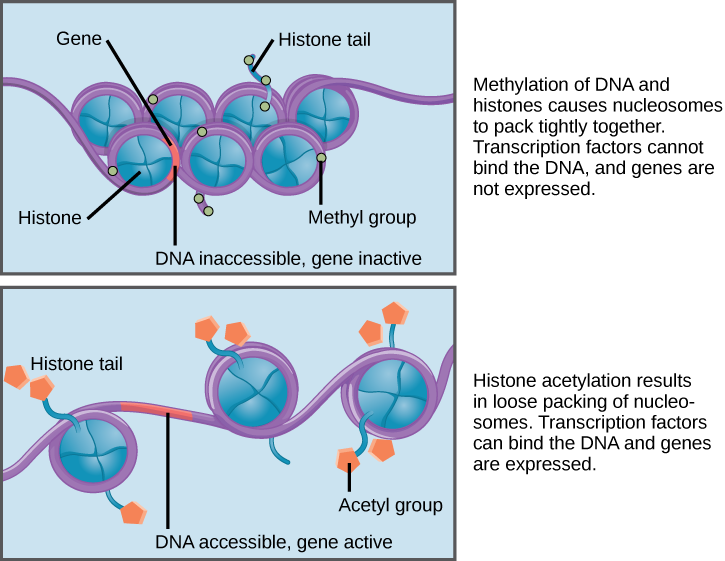 Gene
Histone tail
Histone
Methyl group
DNA inaccessible, gene inactive
Methylation of DNA and
histones causes nucleosomes
to pack tightly together.
Transcription factors cannot
bind the DNA, and genes are
not expressed.
Histone tail
Acetyl group
DNA accessible, gene active
Histone acetylation results
in loose packing of nucleo-
somes. Transcription factors
can bind the DNA and genes
are expressed.